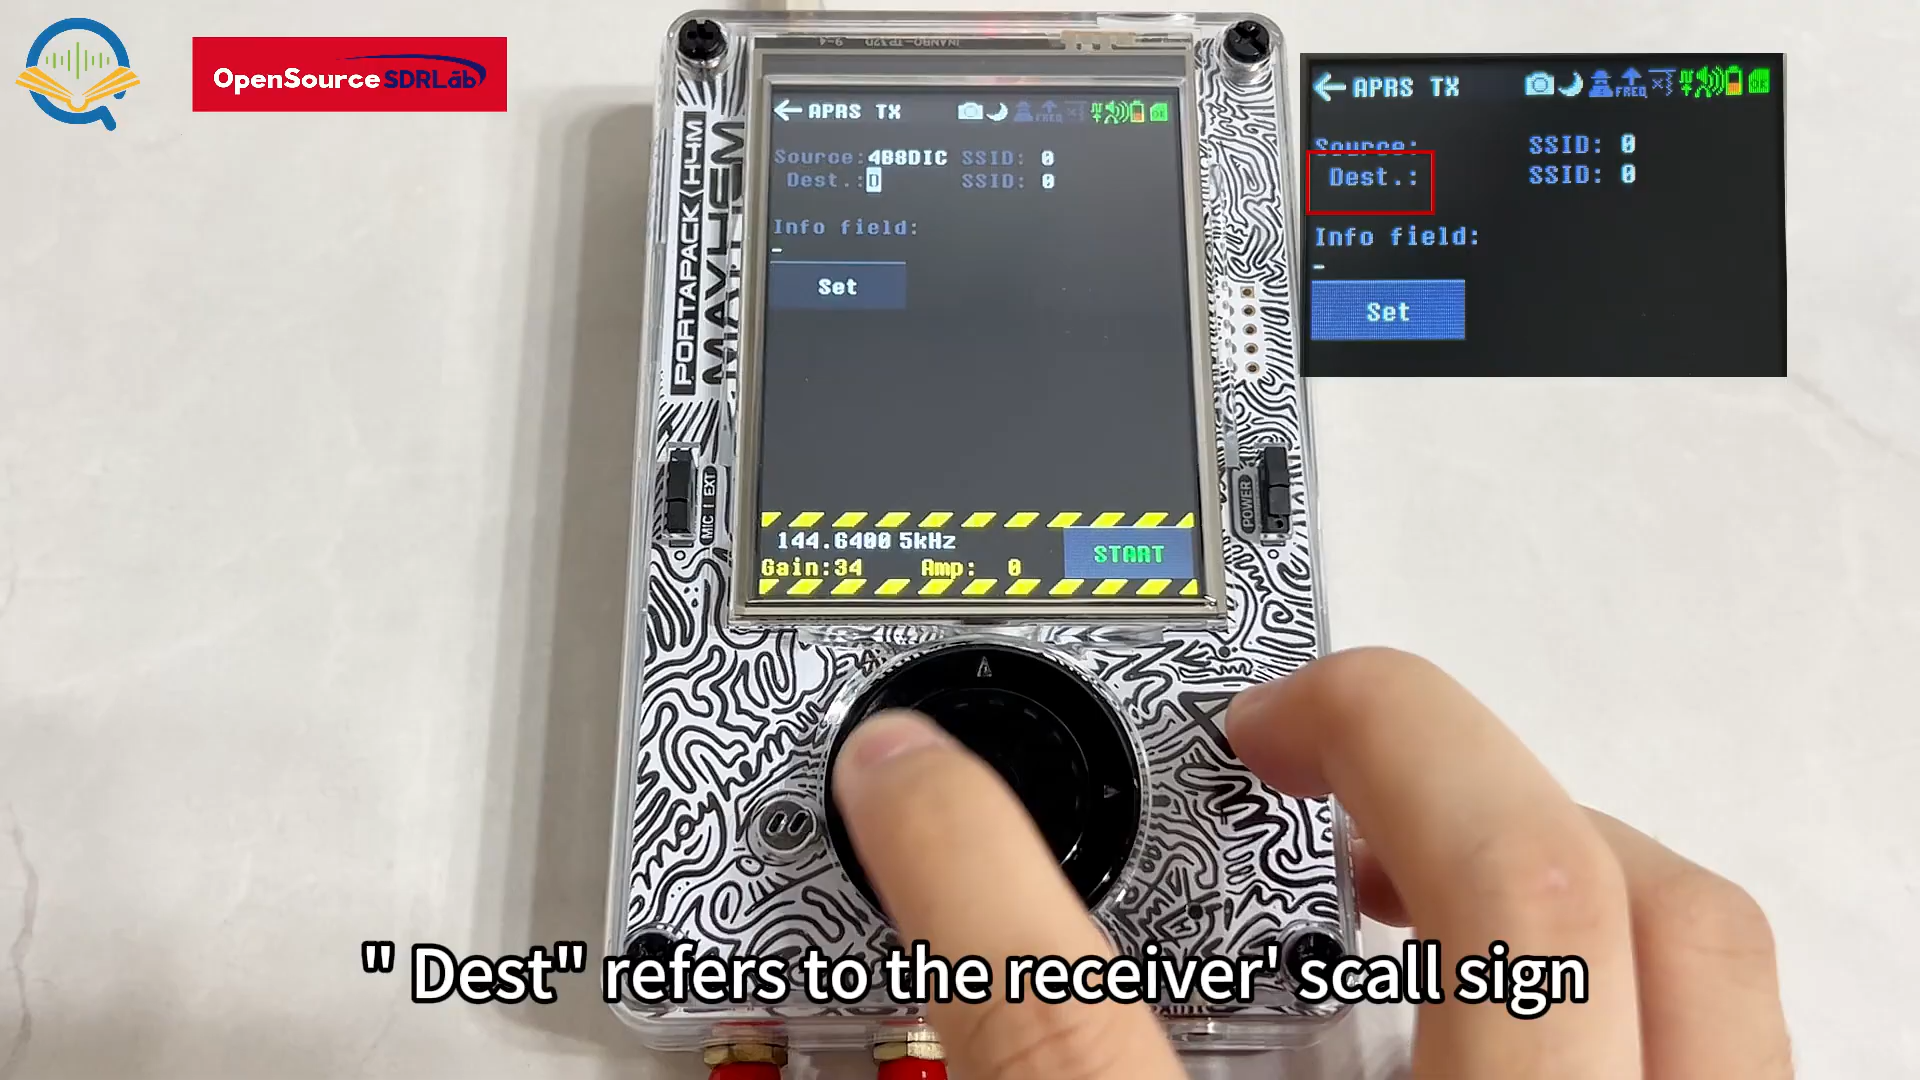 OpenSource SDRLab
APRS TX
Source:4B8DIC SSID: 0
Dest.:D SSID: 0
Info field:
Set
144.6400 5kHz
Gain:34 Amp: 0
START
PORTAPACK H4M
MAYHEM
MIC EXT
POWER
APRS TX
FREQ
Source: SSID: 0
Dest.: SSID: 0
Info field:
Set
" Dest" refers to the receiver' scall sign